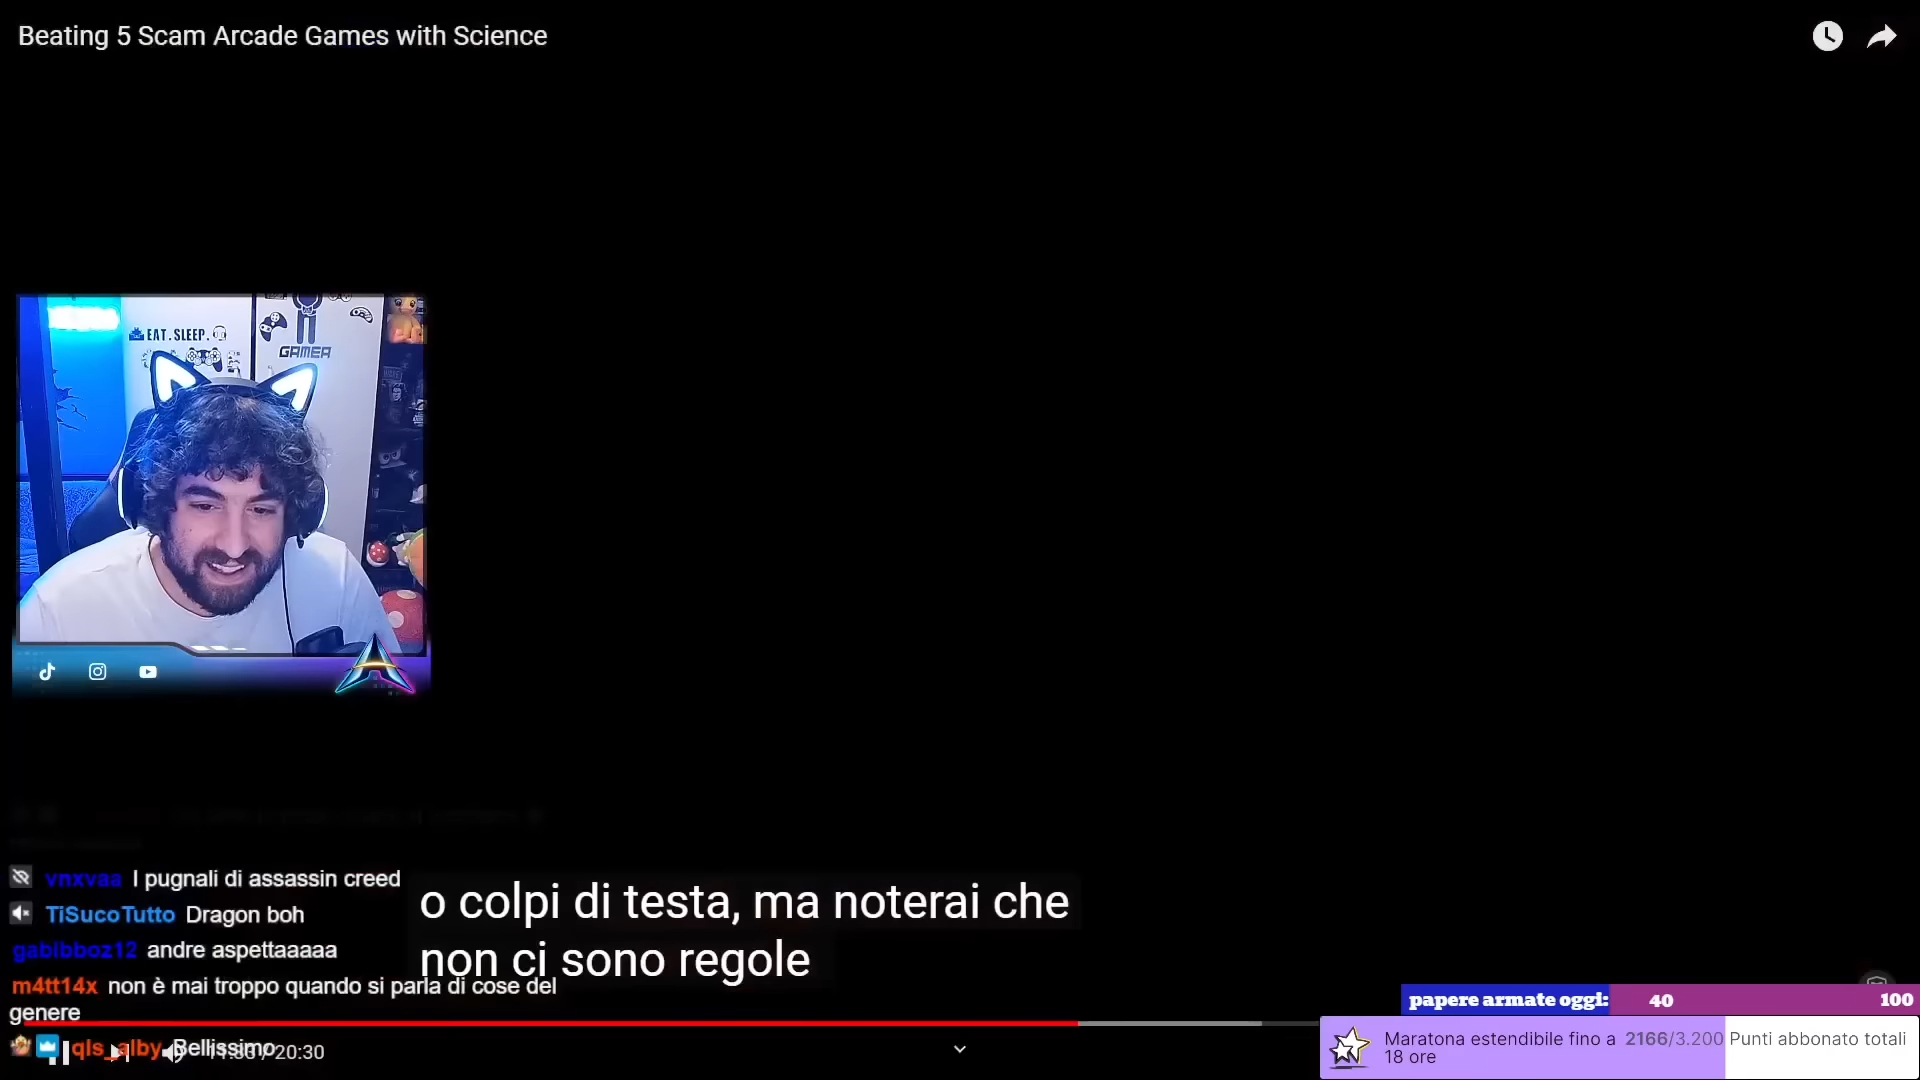 Beating 5 Scam Arcade Games with Science
EAT.SLEEP.
GAMER
vnxvaa I pugnali di assassin creed
TiSucoTutto Dragon boh
gabibboz12 andre aspettaaaaa
m4tt14x non è mai troppo quando si parla di cose del
genere
qls_alby Bellissimo
o colpi di testa, ma noterai che
non ci sono regole
/ 20:30
papere armate oggi: 40 100
Maratona estendibile fino a 2166/3.200 Punti abbonato totali
18 ore